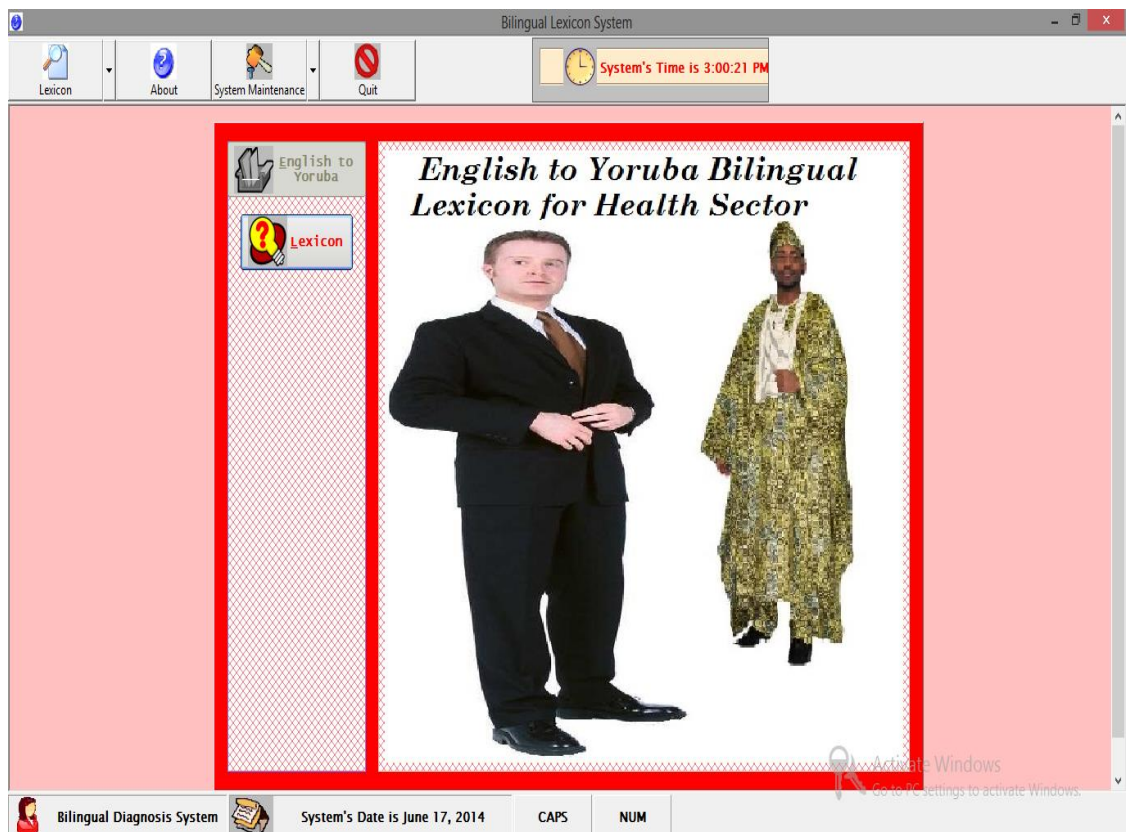 Bilingual Lexicon System
Lexicon
About
System Maintenance
Quit
System's Time is 3:00:21 PM
English to
Yoruba
Lexicon
English to Yoruba Bilingual
Lexicon for Health Sector
Activate Windows
Go to PC settings to activate Windows.
Bilingual Diagnosis System
System's Date is June 17, 2014
CAPS
NUM